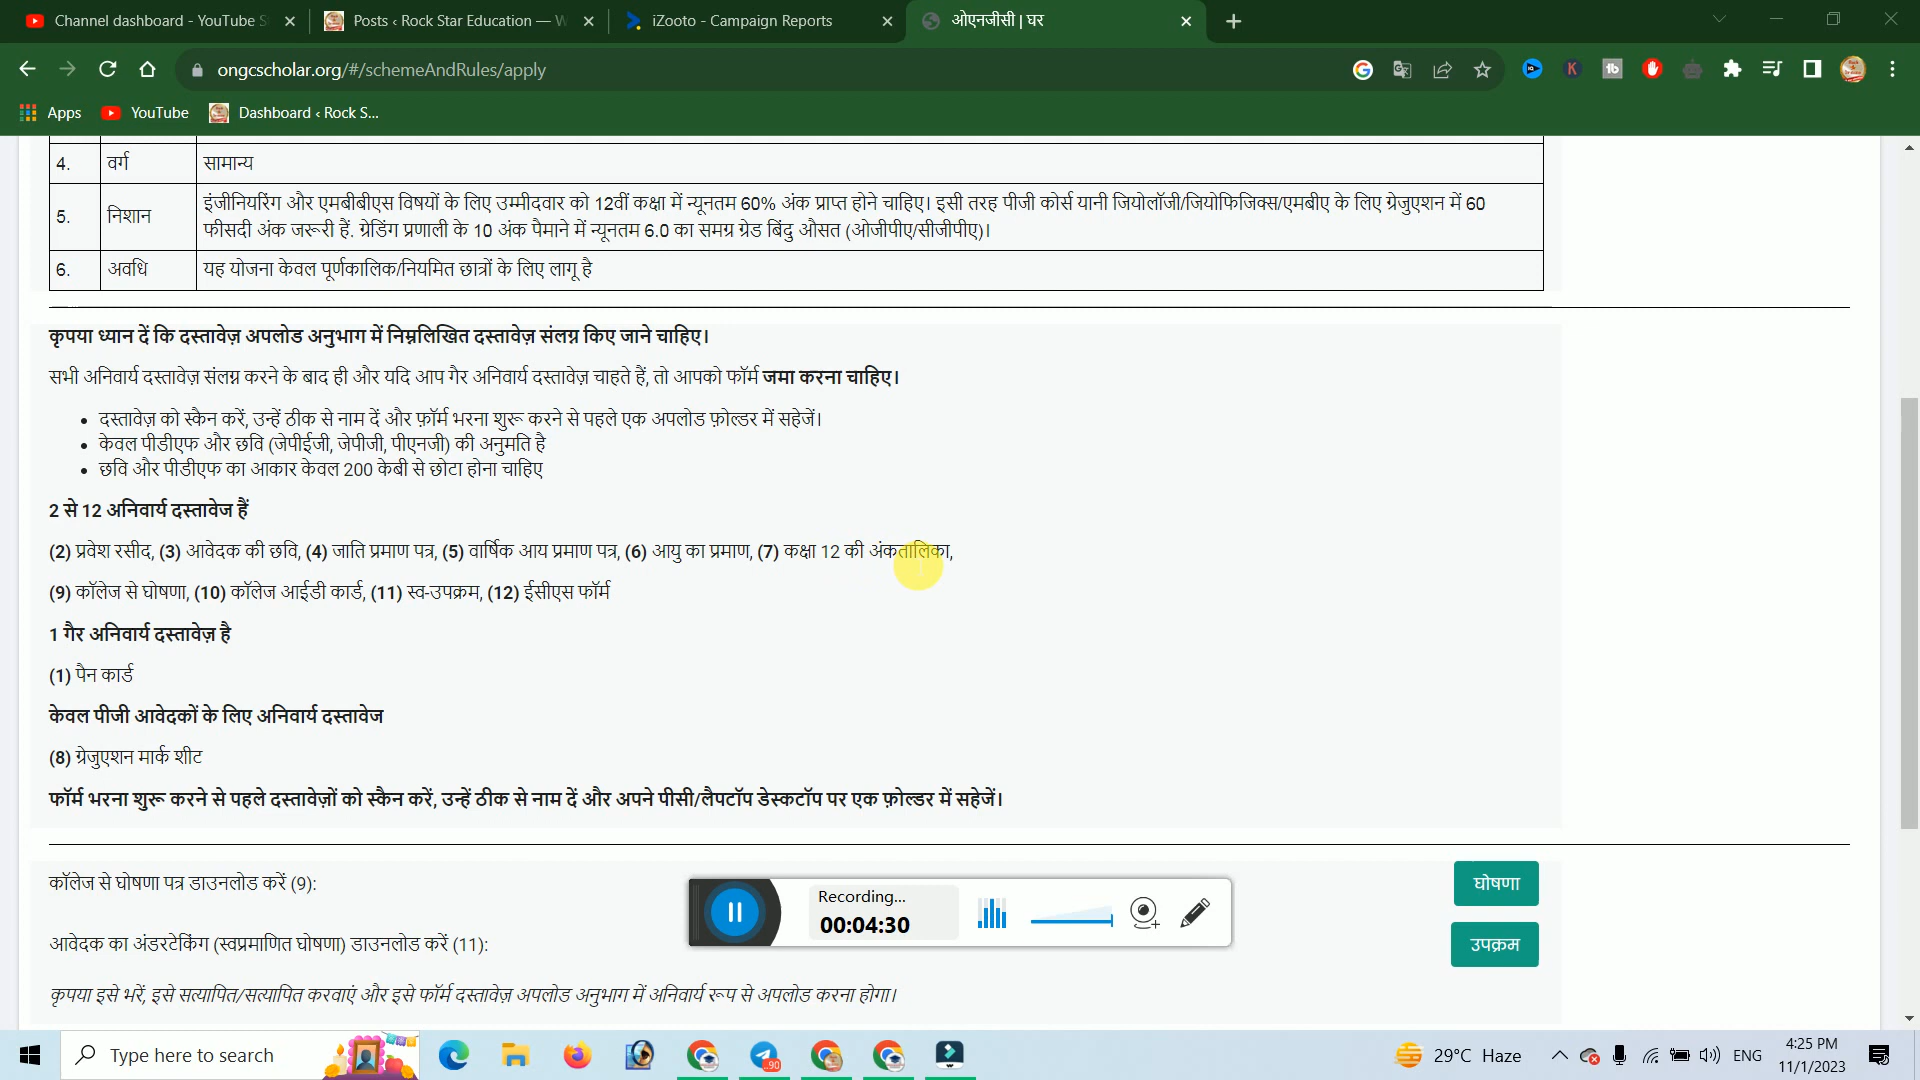 Channel dashboard - YouTube S
Posts ‹ Rock Star Education — W
iZooto - Campaign Reports
ओएनजीसी | घर
ongcscholar.org/#/schemeAndRules/apply
Apps
YouTube
Dashboard ‹ Rock S...
4. वर्ग सामान्य
5. निशान इंजीनियरिंग और एमबीबीएस विषयों के लिए उम्मीदवार को 12वीं कक्षा में न्यूनतम 60% अंक प्राप्त होने चाहिए। इसी तरह पीजी कोर्स यानी जियोलॉजी/जियोफिजिक्स/एमबीए के लिए ग्रेजुएशन में 60
फीसदी अंक जरूरी हैं. ग्रेडिंग प्रणाली के 10 अंक पैमाने में न्यूनतम 6.0 का समग्र ग्रेड बिंदु औसत (ओजीपीए/सीजीपीए)।
6. अवधि यह योजना केवल पूर्णकालिक/नियमित छात्रों के लिए लागू है
कृपया ध्यान दें कि दस्तावेज़ अपलोड अनुभाग में निम्नलिखित दस्तावेज़ संलग्न किए जाने चाहिए।
सभी अनिवार्य दस्तावेज़ संलग्न करने के बाद ही और यदि आप गैर अनिवार्य दस्तावेज़ चाहते हैं, तो आपको फॉर्म जमा करना चाहिए।
• दस्तावेज़ को स्कैन करें, उन्हें ठीक से नाम दें और फ़ॉर्म भरना शुरू करने से पहले एक अपलोड फ़ोल्डर में सहेजें।
• केवल पीडीएफ और छवि (जेपीईजी, जेपीजी, पीएनजी) की अनुमति है
• छवि और पीडीएफ का आकार केवल 200 केबी से छोटा होना चाहिए
2 से 12 अनिवार्य दस्तावेज हैं
(2) प्रवेश रसीद, (3) आवेदक की छवि, (4) जाति प्रमाण पत्र, (5) वार्षिक आय प्रमाण पत्र, (6) आयु का प्रमाण, (7) कक्षा 12 की अंकतालिका,
(9) कॉलेज से घोषणा, (10) कॉलेज आईडी कार्ड, (11) स्व-उपक्रम, (12) ईसीएस फॉर्म
1 गैर अनिवार्य दस्तावेज़ है
(1) पैन कार्ड
केवल पीजी आवेदकों के लिए अनिवार्य दस्तावेज
(8) ग्रेजुएशन मार्क शीट
फॉर्म भरना शुरू करने से पहले दस्तावेज़ों को स्कैन करें, उन्हें ठीक से नाम दें और अपने पीसी/लैपटॉप डेस्कटॉप पर एक फ़ोल्डर में सहेजें।
कॉलेज से घोषणा पत्र डाउनलोड करें (9):
घोषणा
Recording...
00:04:30
आवेदक का अंडरटेकिंग (स्वप्रमाणित घोषणा) डाउनलोड करें (11):
उपक्रम
कृपया इसे भरें, इसे सत्यापित/सत्यापित करवाएं और इसे फॉर्म दस्तावेज़ अपलोड अनुभाग में अनिवार्य रूप से अपलोड करना होगा।
Type here to search
29°C Haze
ENG
4:25 PM
11/1/2023